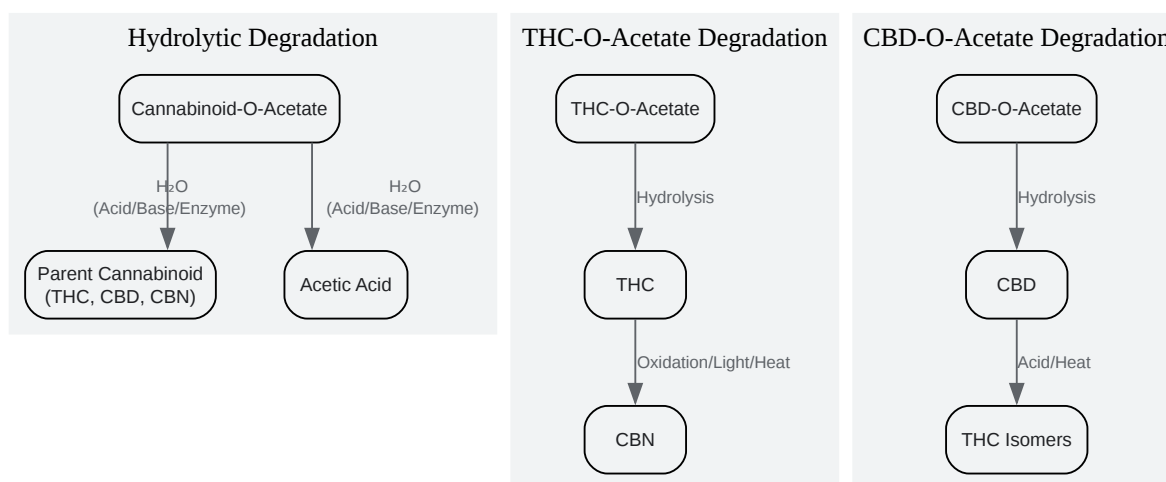 Hydrolytic Degradation
Cannabinoid-O-Acetate
H₂O
(Acid/Base/Enzyme)
H₂O
(Acid/Base/Enzyme)
Parent Cannabinoid
(THC, CBD, CBN)
Acetic Acid
THC-O-Acetate Degradation
THC-O-Acetate
Hydrolysis
THC
Oxidation/Light/Heat
CBN
CBD-O-Acetate Degradation
CBD-O-Acetate
Hydrolysis
CBD
Acid/Heat
THC Isomers